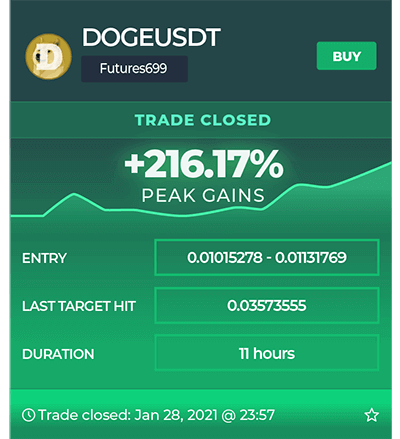 DOGEUSDT
Futures699
BUY
TRADE CLOSED
+216.17%
PEAK GAINS
ENTRY 0.01015278 - 0.01131769
LAST TARGET HIT 0.03573555
DURATION 11 hours
Trade closed: Jan 28, 2021 @ 23:57